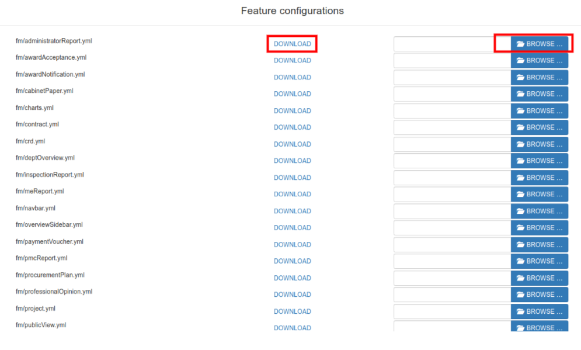 Feature configurations
fm/administratorReport.yml DOWNLOAD BROWSE ...
fm/awardAcceptance.yml DOWNLOAD BROWSE ...
fm/awardNotification.yml DOWNLOAD BROWSE ...
fm/cabinetPaper.yml DOWNLOAD BROWSE ...
fm/charts.yml DOWNLOAD BROWSE ...
fm/contract.yml DOWNLOAD BROWSE ...
fm/crd.yml DOWNLOAD BROWSE ...
fm/deptOverview.yml DOWNLOAD BROWSE ...
fm/inspectionReport.yml DOWNLOAD BROWSE ...
fm/meReport.yml DOWNLOAD BROWSE ...
fm/navbar.yml DOWNLOAD BROWSE ...
fm/overviewSidebar.yml DOWNLOAD BROWSE ...
fm/paymentVoucher.yml DOWNLOAD BROWSE ...
fm/pmcReport.yml DOWNLOAD BROWSE ...
fm/procurementPlan.yml DOWNLOAD BROWSE ...
fm/professionalOpinion.yml DOWNLOAD BROWSE ...
fm/project.yml DOWNLOAD BROWSE ...
fm/publicView.yml DOWNLOAD BROWSE ...